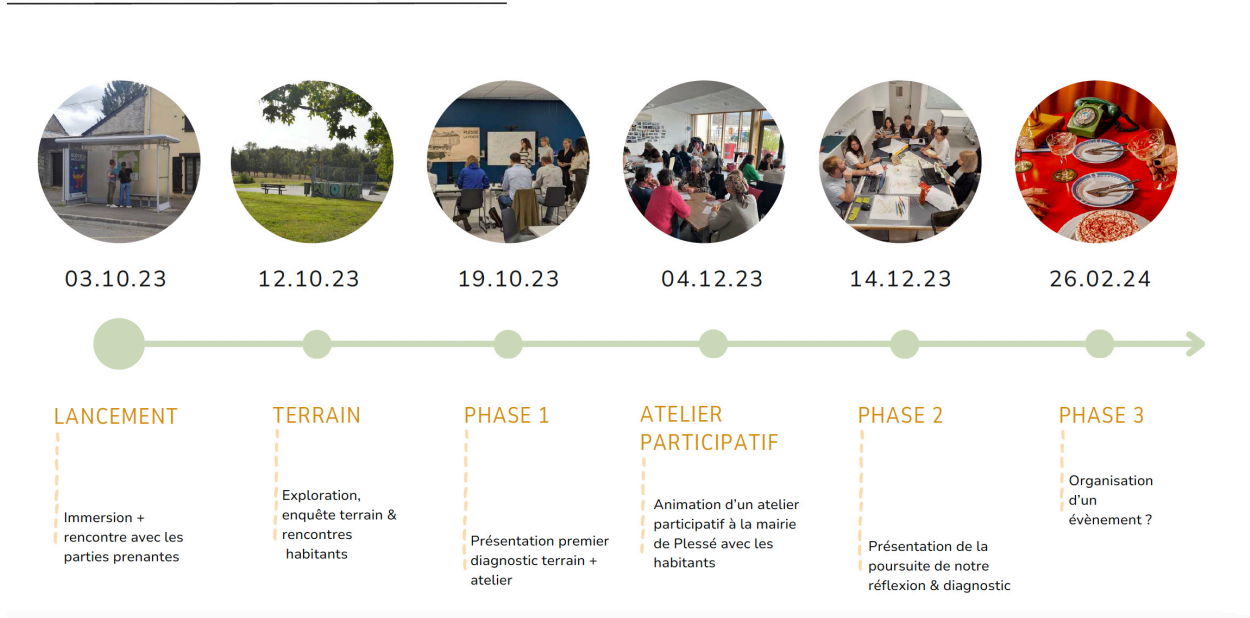 PLESSÉ
03.10.23
12.10.23
19.10.23
04.12.23
14.12.23
26.02.24
LANCEMENT
Immersion +
rencontre avec les
parties prenantes
TERRAIN
Exploration,
enquête terrain &
rencontres
habitants
PHASE 1
Présentation premier
diagnostic terrain +
atelier
ATELIER
PARTICIPATIF
Animation d’un atelier
participatif à la mairie
de Plessé avec les
habitants
PHASE 2
Présentation de la
poursuite de notre
réflexion & diagnostic
PHASE 3
Organisation
d’un
évènement ?